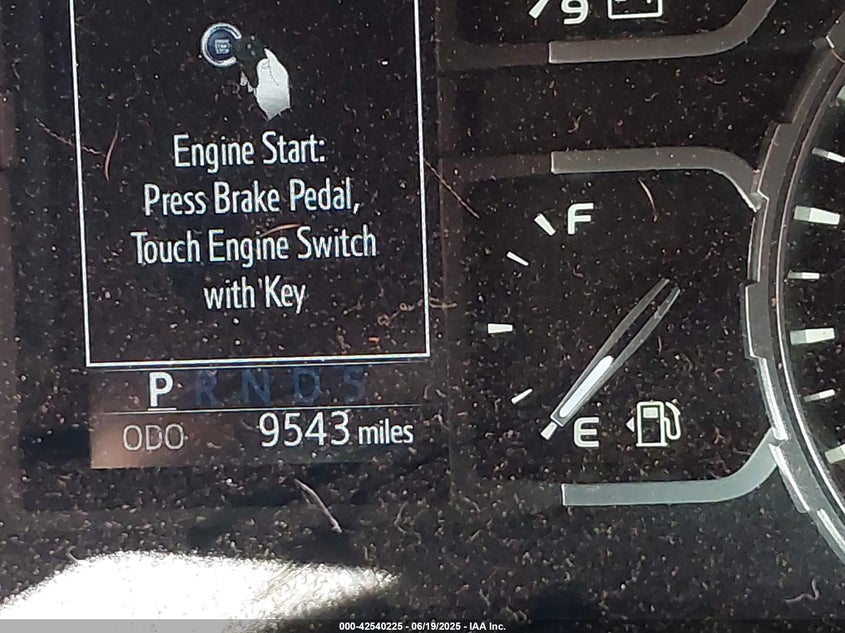 9
Engine Start:
Press Brake Pedal,
Touch Engine Switch
with Key
F
P R N D S
ODO 9543 miles
E
000-42540225 - 06/19/2025 - IAA Inc.